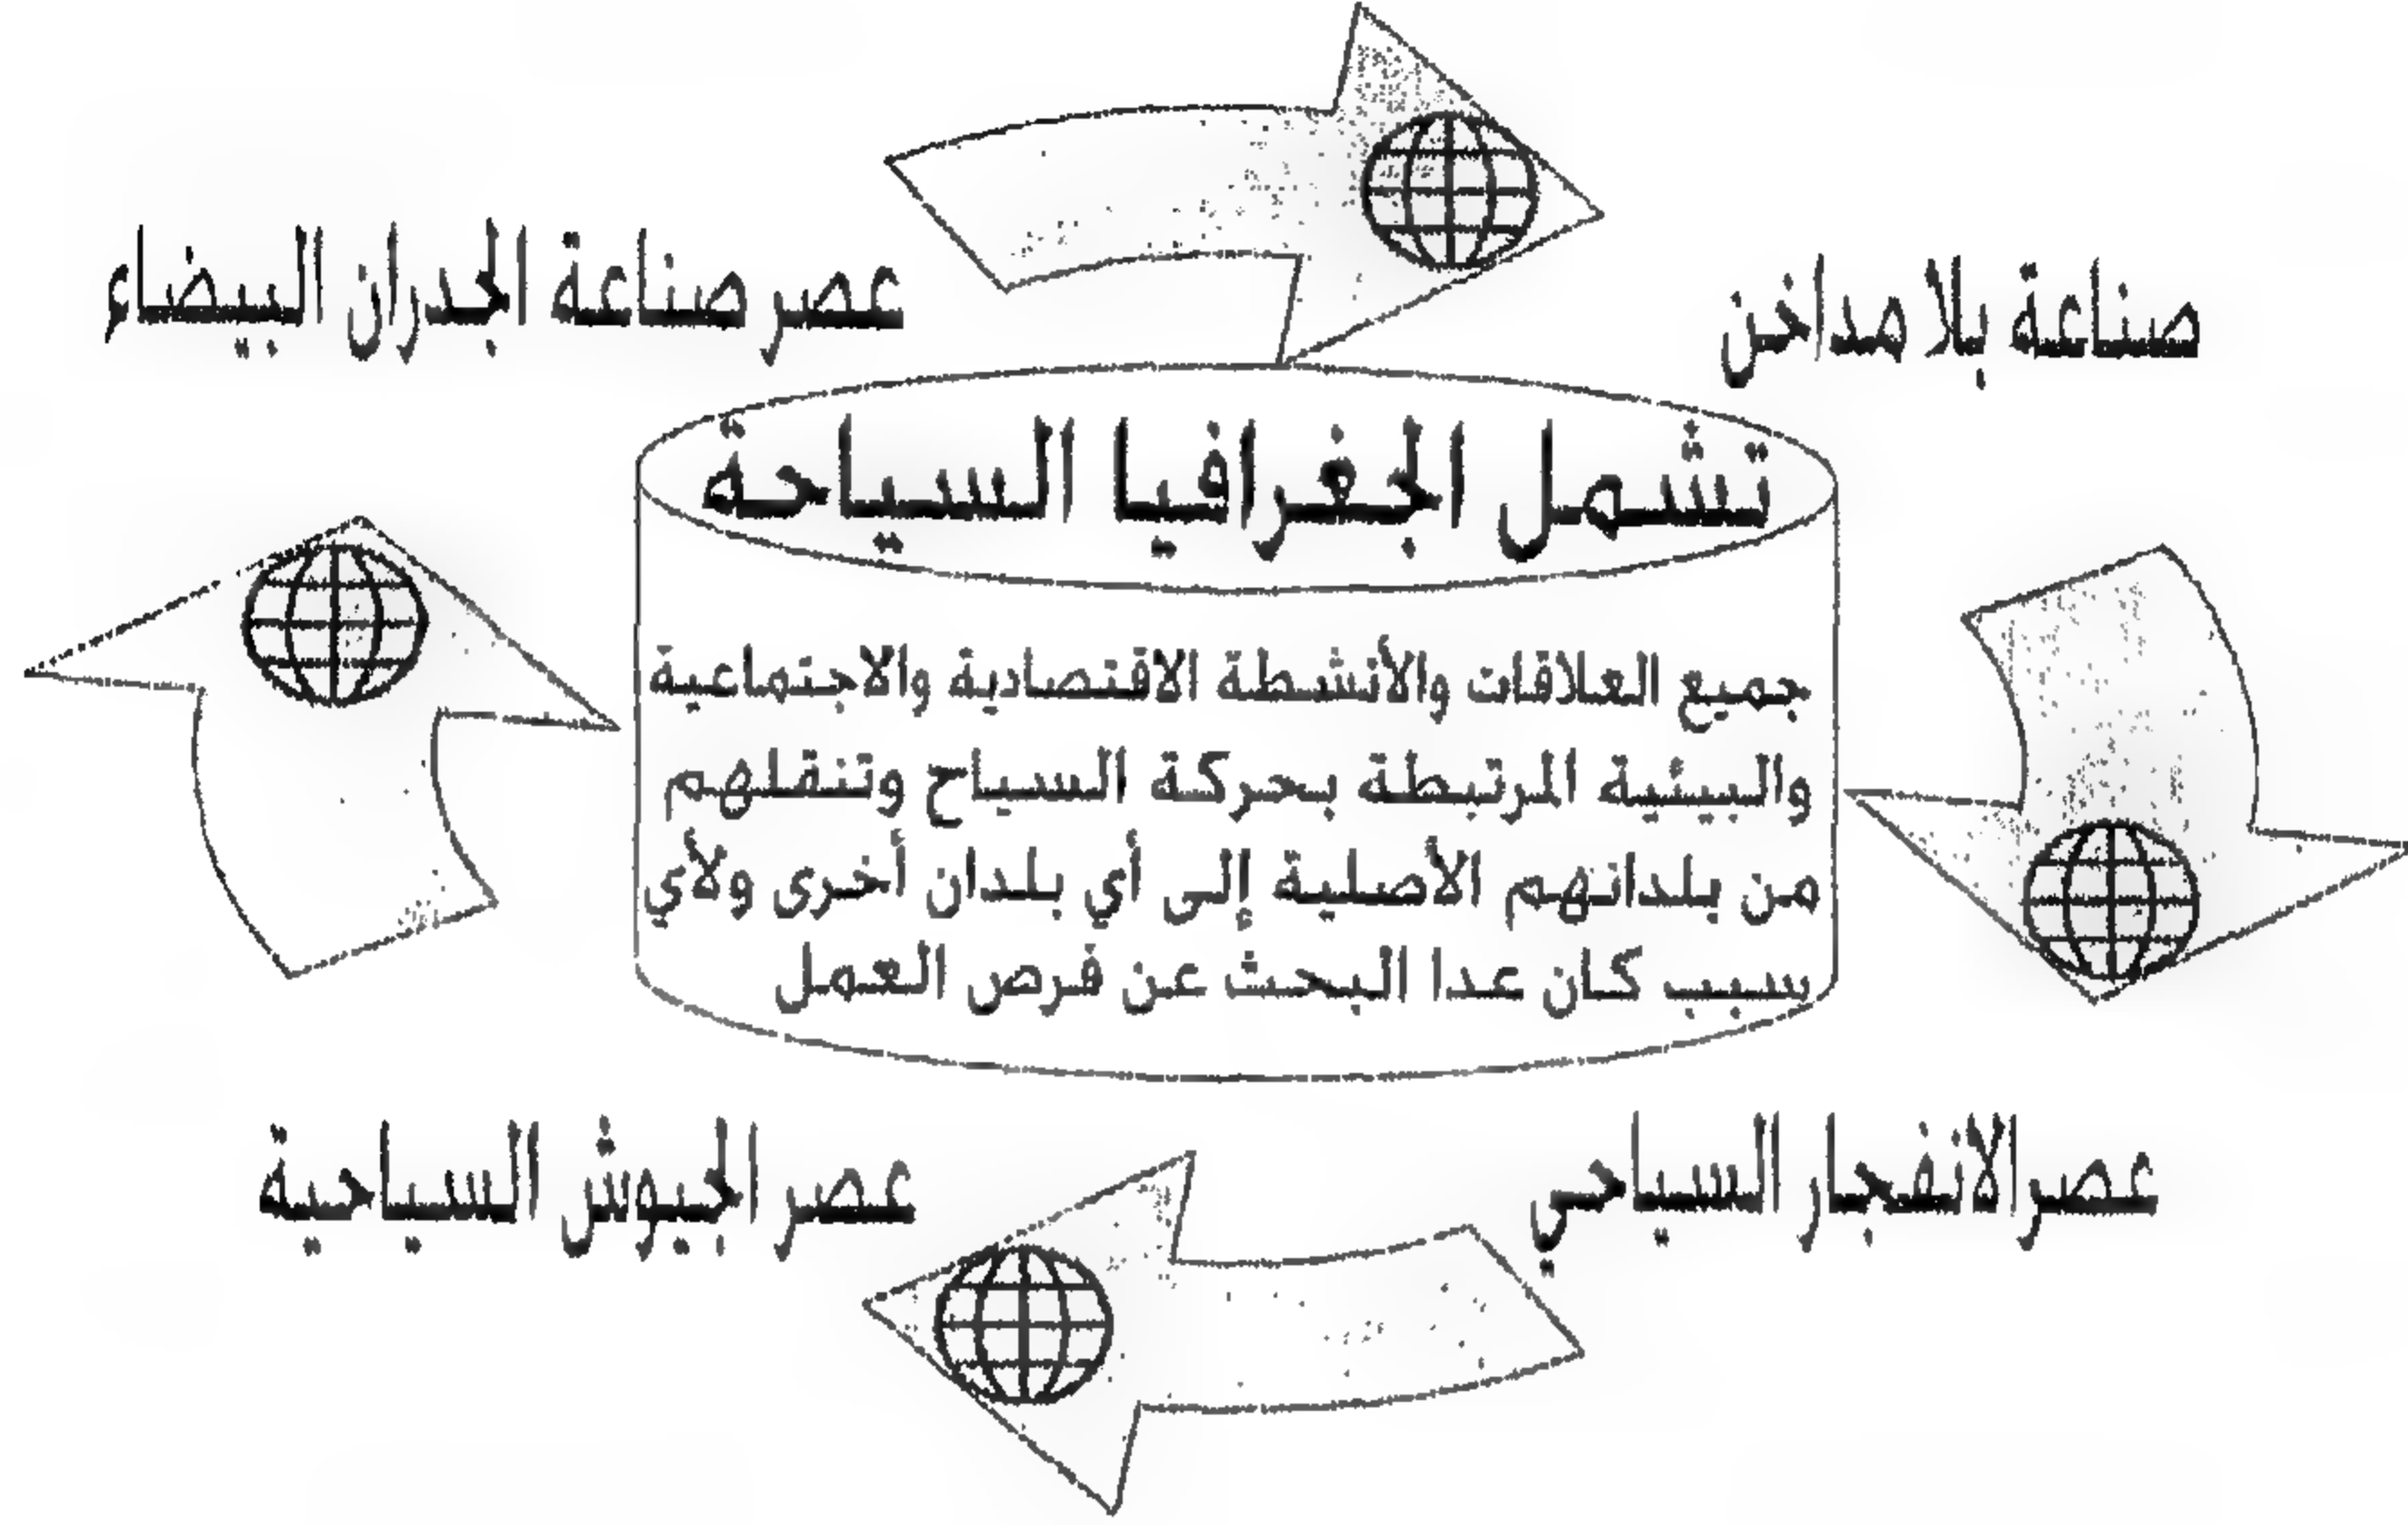 عصر صناعة الجدران البيضاء
صناعة بلا مداخن
تشمل الجغرافيا السياحة
جميع العلاقات والأنشطة الاقتصادية والاجتماعية
والبيئية المرتبطة بحركة السياح وتنقلهم
من بلدانهم الأصلية إلى أي بلدان أخرى ولأي
سبب كان عدا البحث عن فرص العمل
عصر الانفجار السياحي
عصر الجيوش السياحية